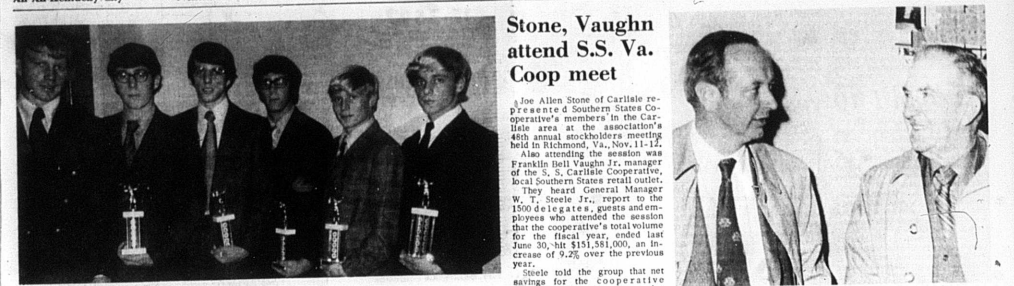 Stone, Vaughn
attend S.S. Va.
Coop meet
Joe Allen Stone of Carlisle re-
presented Southern States Co-
operative's members in the Car-
lisle area at the association's
48th annual stockholders meeting
held in Richmond, Va., Nov. 11-12.
Also attending the session was
Franklin Bell Vaughn Jr. manager
of the S. S. Carlisle Cooperative,
local Southern States retail outlet.
They heard General Manager
W. T. Steele Jr., report to the
1500 delegates, guests and em-
ployees who attended the session
that the cooperative's total volume
for the fiscal year, ended last
June 30, hit $151,581,000, an in-
crease of 9.2% over the previous
year.
Steele told the group that net
savings for the cooperative